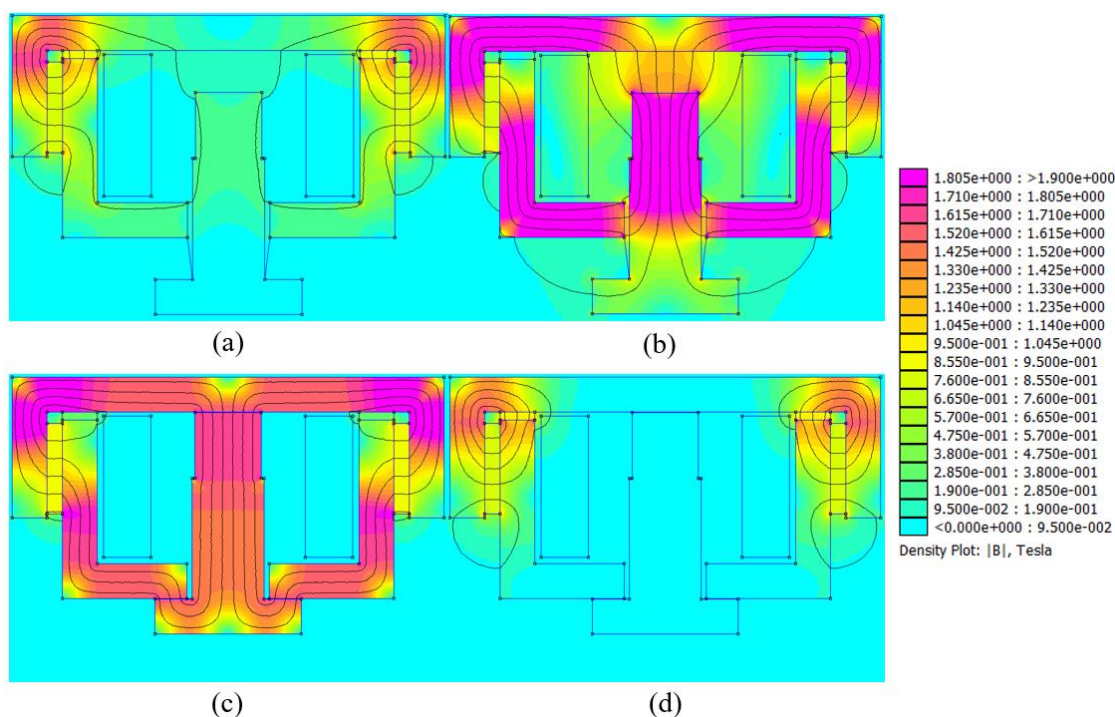 (a)
(b)
1.805e+000 : >1.900e+000
1.710e+000 : 1.805e+000
1.615e+000 : 1.710e+000
1.520e+000 : 1.615e+000
1.425e+000 : 1.520e+000
1.330e+000 : 1.425e+000
1.235e+000 : 1.330e+000
1.140e+000 : 1.235e+000
1.045e+000 : 1.140e+000
9.500e-001 : 1.045e+000
8.550e-001 : 9.500e-001
7.600e-001 : 8.550e-001
6.650e-001 : 7.600e-001
5.700e-001 : 6.650e-001
4.750e-001 : 5.700e-001
3.800e-001 : 4.750e-001
2.850e-001 : 3.800e-001
1.900e-001 : 2.850e-001
9.500e-002 : 1.900e-001
<0.000e+000 : 9.500e-002
Density Plot: |B|, Tesla
(c)
(d)